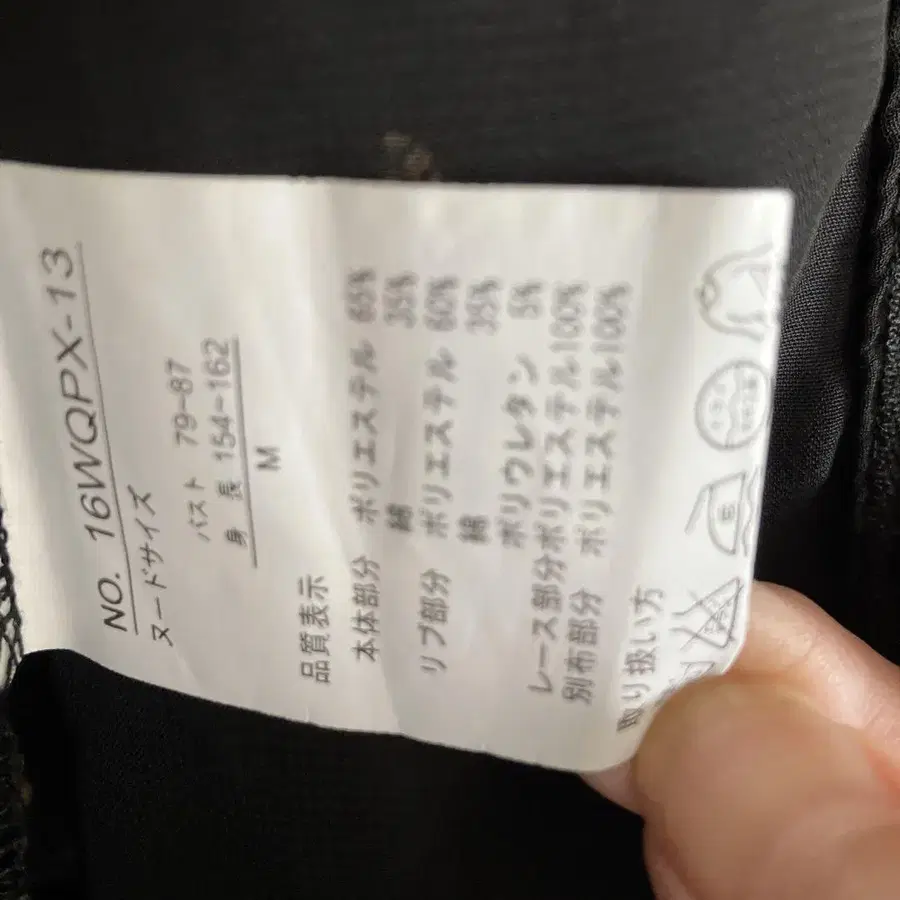 NO. 16WQPX-13
ヌードサイズ
バスト 79-87
身 長 154-162
M
品質表示
本体部分 ポリエステル 65%
綿 35%
リブ部分 ポリエステル 60%
綿 35%
ポリウレタン 5%
レース部分ポリエステル100%
別布部分 ポリエステル100%
取り扱い方